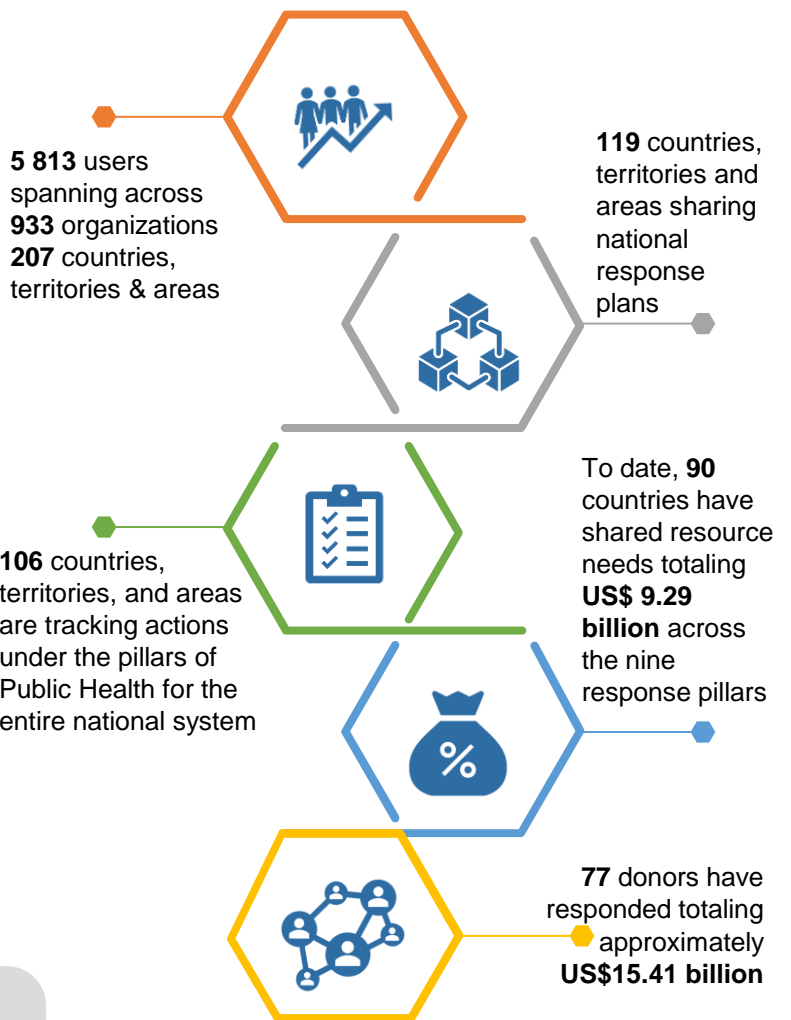 5 813 users
spanning across
933 organizations
207 countries,
territories & areas
119 countries,
territories and
areas sharing
national
response
plans
106 countries,
territories, and areas
are tracking actions
under the pillars of
Public Health for the
entire national system
To date, 90
countries have
shared resource
needs totaling
US$ 9.29
billion across
the nine
response pillars
%
77 donors have
responded totaling
approximately
US$15.41 billion